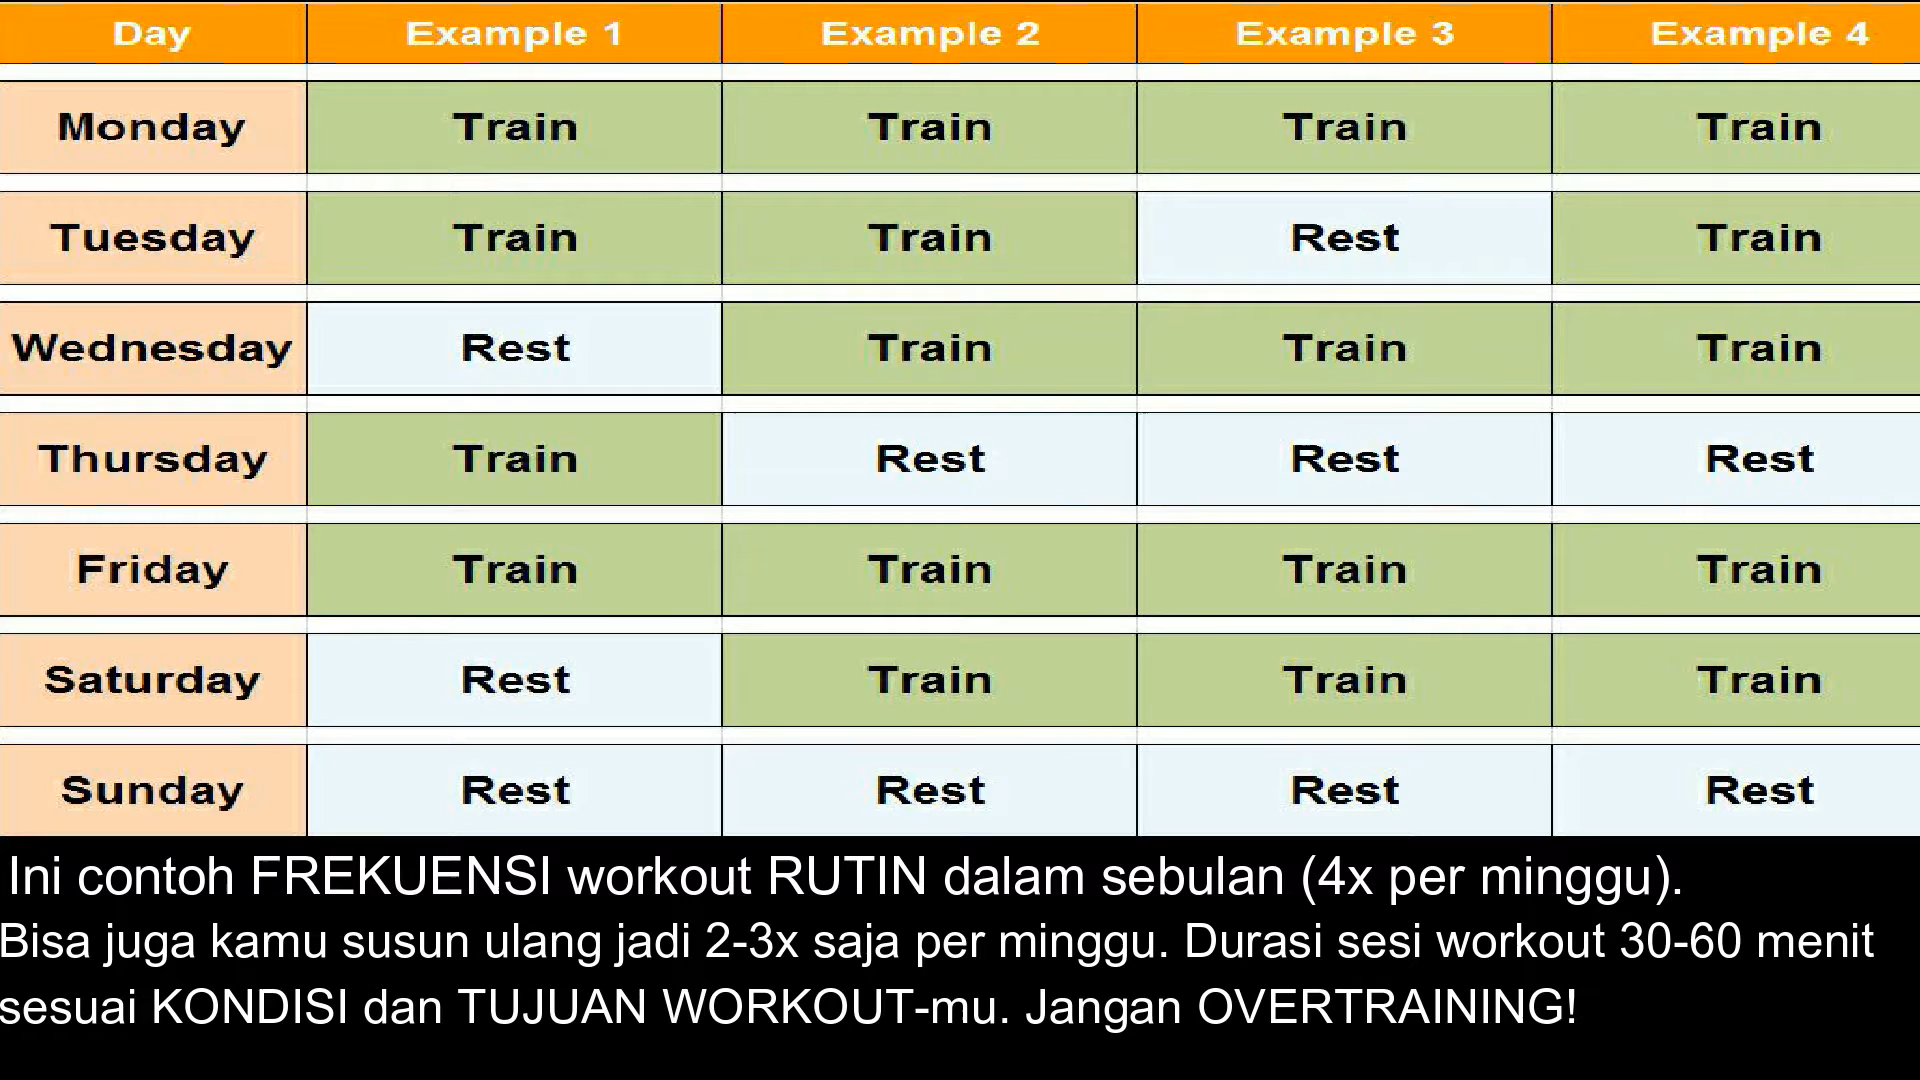 Day Example 1 Example 2 Example 3 Example 4
Monday Train Train Train Train
Tuesday Train Train Rest Train
Wednesday Rest Train Train Train
Thursday Train Rest Rest Rest
Friday Train Train Train Train
Saturday Rest Train Train Train
Sunday Rest Rest Rest Rest
Ini contoh FREKUENSI workout RUTIN dalam sebulan (4x per minggu).
Bisa juga kamu susun ulang jadi 2-3x saja per minggu. Durasi sesi workout 30-60 menit
sesuai KONDISI dan TUJUAN WORKOUT-mu. Jangan OVERTRAINING!